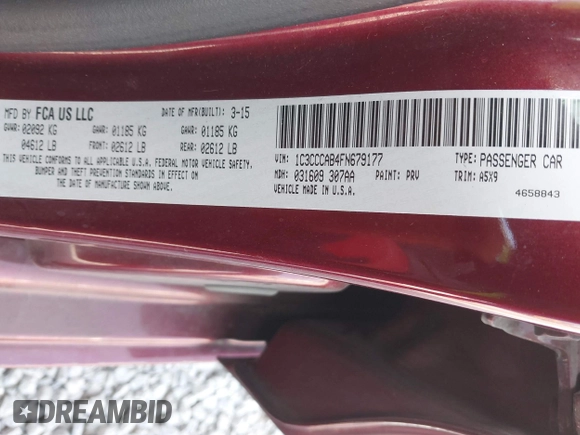 MFD BY FCA US LLC DATE OF MFR(BUILT): 3-15
GVWR: 02092 KG GAWR: 01185 KG GAWR: 01185 KG
04612 LB FRONT: 02612 LB REAR: 02612 LB
THIS VEHICLE CONFORMS TO ALL APPLICABLE U.S.A. FEDERAL MOTOR VEHICLE SAFETY,
BUMPER, AND THEFT PREVENTION STANDARDS IN EFFECT ON
THE DATE OF MANUFACTURE SHOWN ABOVE.
VIN: 1C3CCCAB4FN679177 TYPE: PASSENGER CAR
MDH: 031609 307AA PAINT: PRV TRIM: A5X9
VEHICLE MADE IN U.S.A. 4658843
DREAMBID